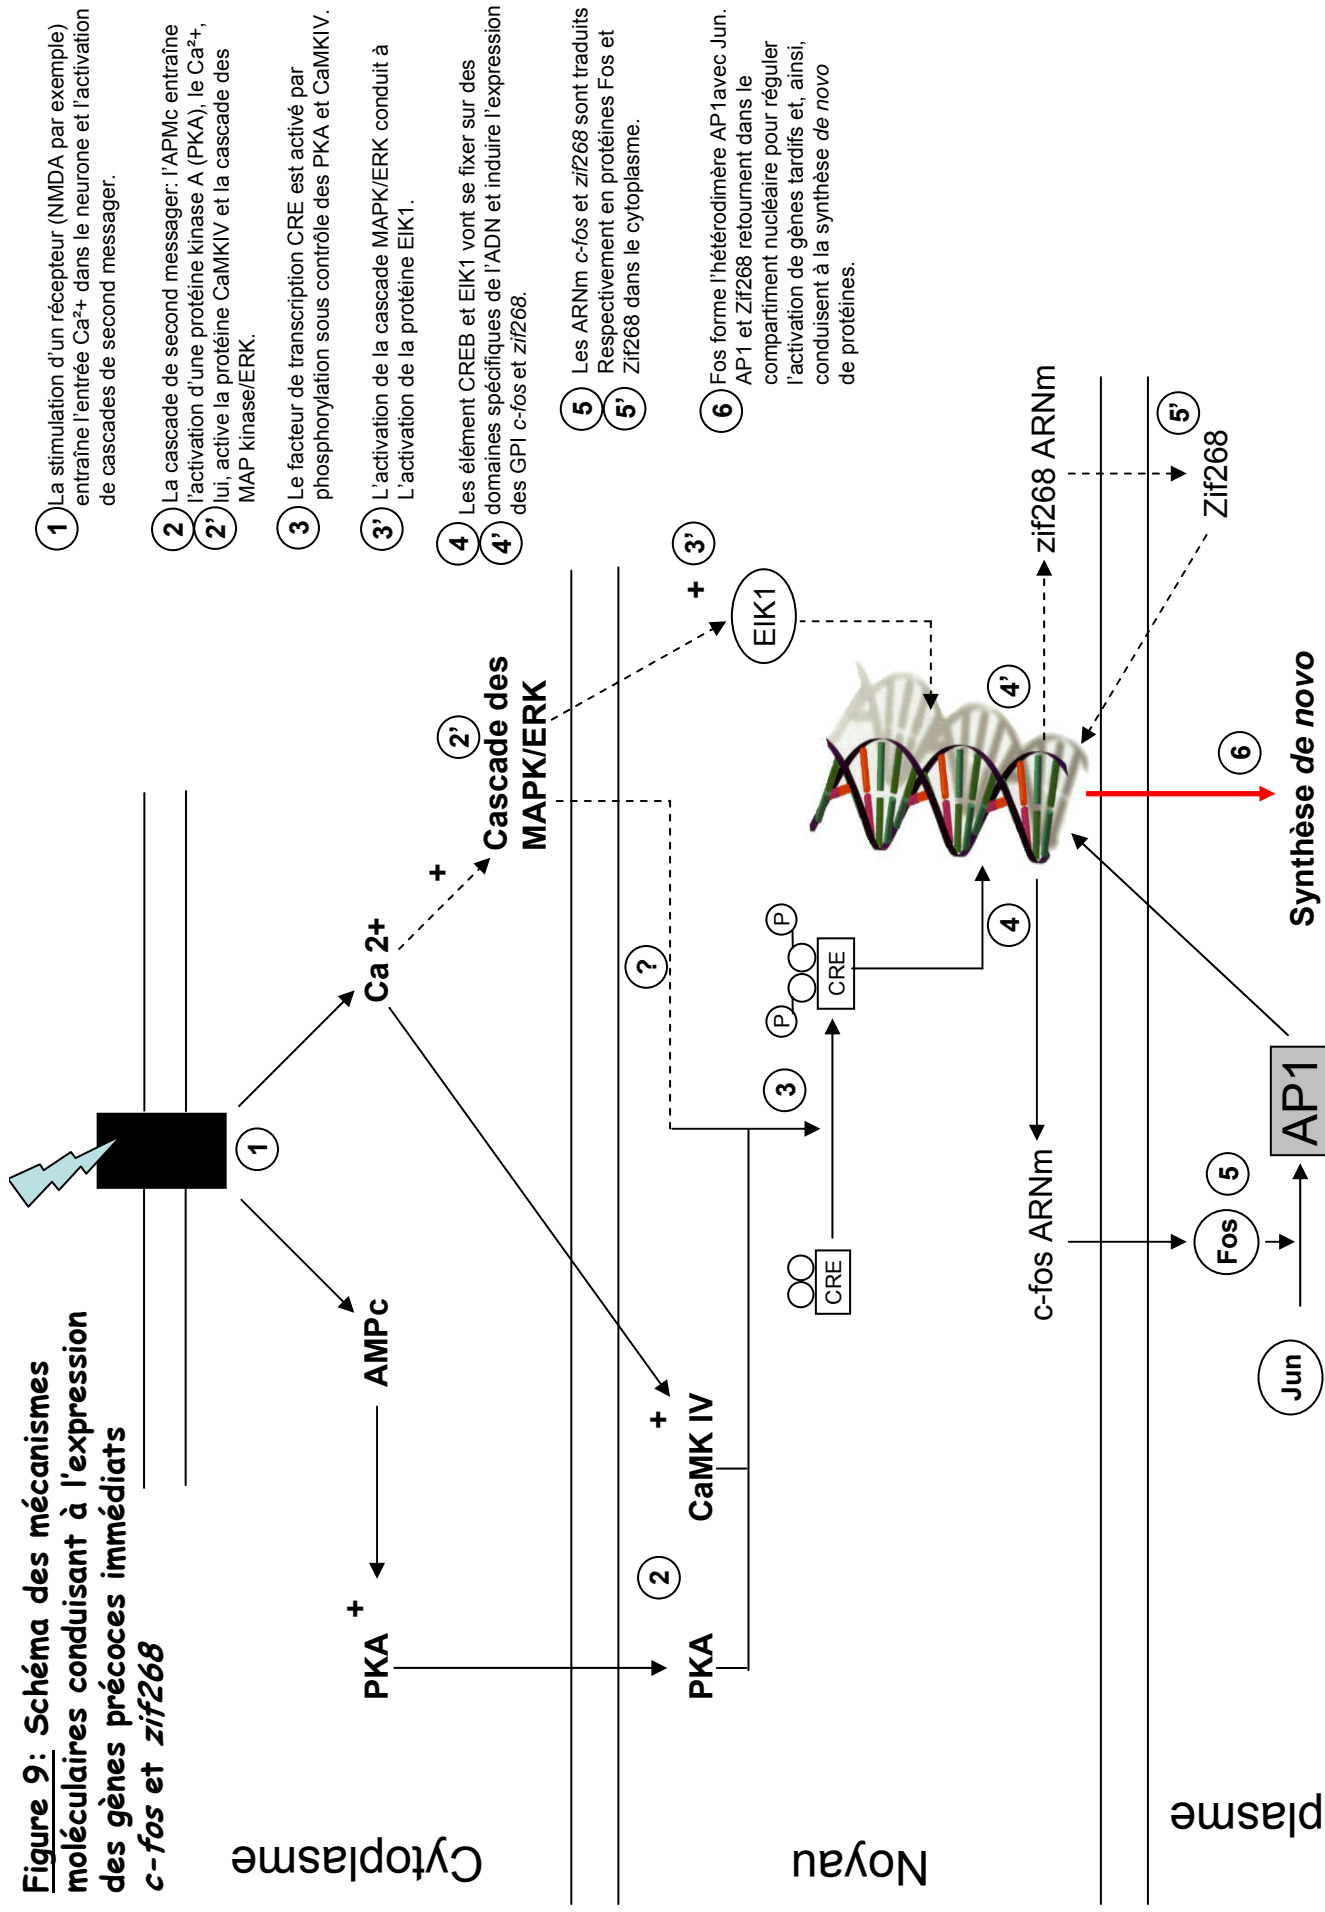 Figure 9: Schéma des mécanismes
moléculaires conduisant à l'expression
des gènes précoces immédiats
c-fos et zif268
1
La stimulation d'un récepteur (NMDA par exemple)
entraîne l'entrée Ca²+ dans le neurone et l'activation
de cascades de second messager.
2
2'
La cascade de second messager: l'APMc entraîne
l'activation d'une protéine kinase A (PKA), le Ca²+,
lui, active la protéine CaMKIV et la cascade des
MAP kinase/ERK.
3
Le facteur de transcription CRE est activé par
phosphorylation sous contrôle des PKA et CaMKIV.
3'
L'activation de la cascade MAPK/ERK conduit à
L'activation de la protéine EIK1.
4
4'
Les élément CREB et EIK1 vont se fixer sur des
domaines spécifiques de l'ADN et induire l'expression
des GPI c-fos et zif268.
5
5'
Les ARNm c-fos et zif268 sont traduits
Respectivement en protéines Fos et
Zif268 dans le cytoplasme.
6
Fos forme l'hétérodimère AP1avec Jun.
AP1 et Zif268 retournent dans le
compartiment nucléaire pour réguler
l'activation de gènes tardifs et, ainsi,
conduisent à la synthèse de novo
de protéines.
Cytoplasme
1
AMPc
Ca 2+
PKA
+
+
2'
Cascade des
MAPK/ERK
Noyau
2
PKA
+
CaMK IV
?
+
3'
EIK1
3
CRE
P
P
CRE
4
4'
c-fos ARNm
zif268 ARNm
plasme
Fos
5
Jun
AP1
6
Synthèse de novo
5'
Zif268